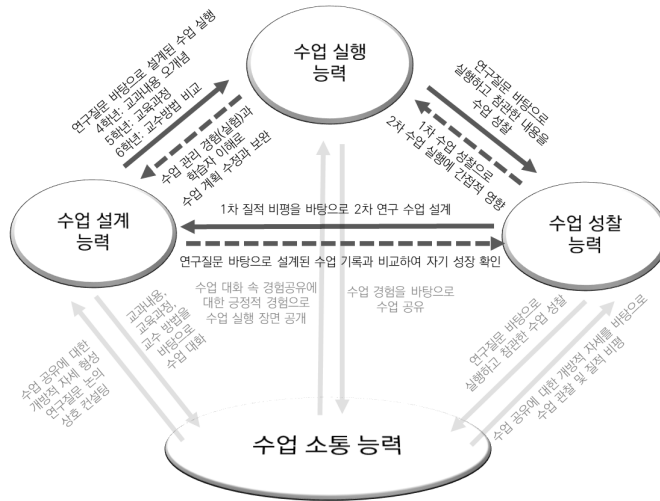 수업 실행
능력
연구질문 바탕으로 설계된 수업 실행
4학년: 교과내용 오개념
5학년: 교육과정
6학년: 교수방법 비교
수업 관리 경험(실험)과
학습자 이해로
수업 계획 수정과 보완
연구질문 바탕으로
실행하고 참관한 내용을
수업 성찰
1차 수업 성찰으로
2차 수업 실행에 간접적 영향
수업 설계
능력
1차 질적 비평을 바탕으로 2차 연구 수업 설계
연구질문 바탕으로 설계된 수업 기록과 비교하여 자기 성장 확인
수업 성찰
능력
수업 대화 속 경험공유에
대한 긍정적 경험으로
수업 실행 장면 공개
수업 경험을 바탕으로
수업 공유
교과내용,
교육과정,
교수 방법을
바탕으로
수업 대화
수업 공유에 대한
개방적 자세 형성
연구질문 논의
상호 컨설팅
연구질문 바탕으로
실행하고 참관한 수업 성찰
수업 공유에 대한 개방적 자세를 바탕으로
수업 관찰 및 질적 비평
수업 소통 능력